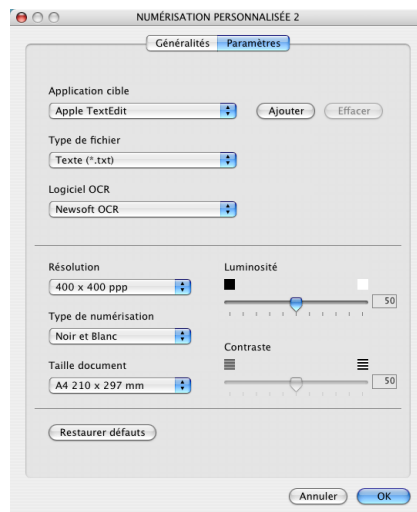 NUMÉRISATION PERSONNALISÉE 2
Généralités Paramètres
Application cible
Apple TextEdit Ajouter Effacer
Type de fichier
Texte (*.txt)
Logiciel OCR
Newsoft OCR
Résolution
400 x 400 ppp
Type de numérisation
Noir et Blanc
Taille document
A4 210 x 297 mm
Luminosité
50
Contraste
50
Restaurer défauts
Annuler OK